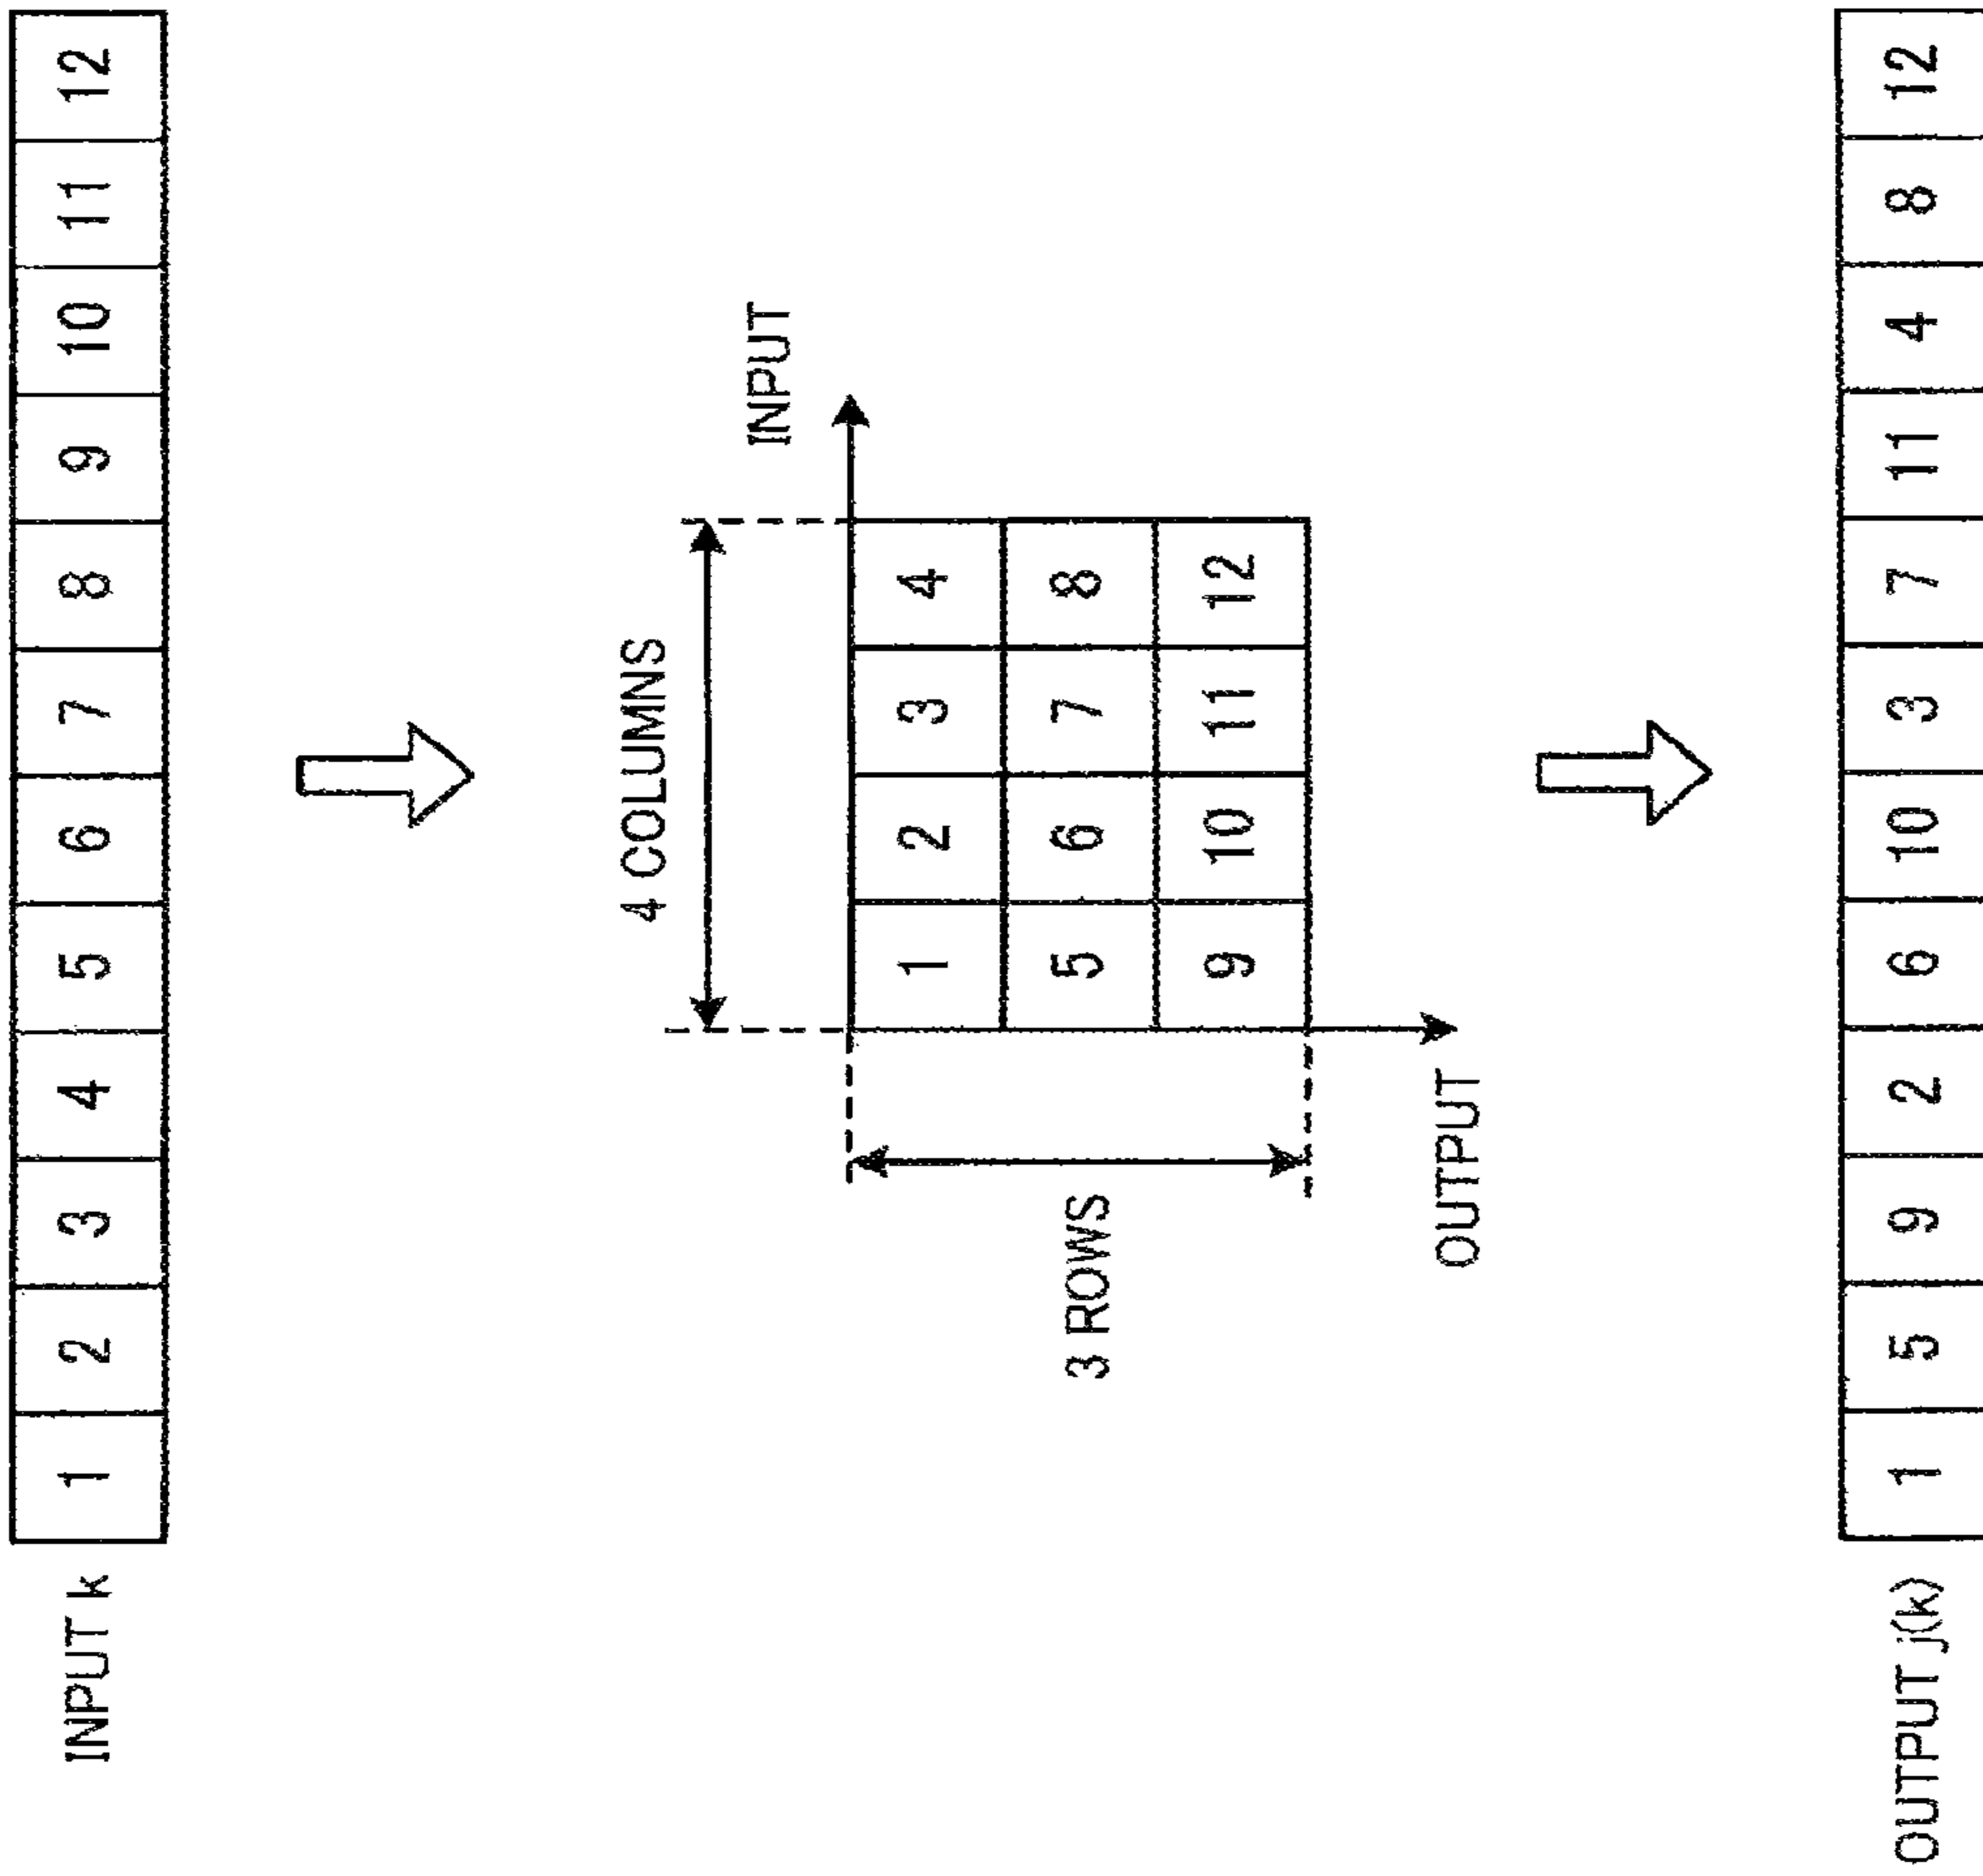 INPUT k 1 2 3 4 5 6 7 8 9 10 11 12
4 COLUMNS
INPUT
3 ROWS
1 2 3 4
5 6 7 8
9 10 11 12
OUTPUT
OUTPUT j(k) 1 5 9 2 6 10 3 7 11 4 8 12